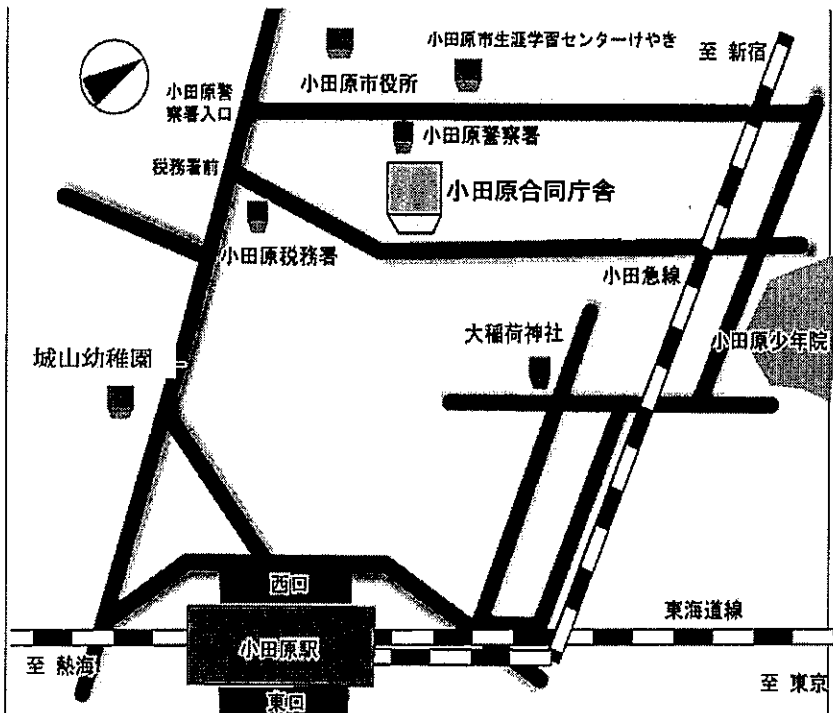 小田原市生涯学習センターけやき
至 新宿
小田原市役所
小田原警
察署入口
小田原警察署
税務署前
小田原合同庁舎
小田原税務署
小田急線
大稲荷神社
小田原少年院
城山幼稚園
西口
東海道線
小田原駅
至 熱海
至 東京
東口